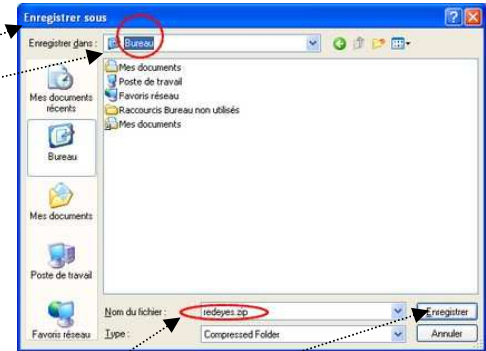 Enregistrer sous
Enregistrer dans :
Bureau
Mes documents
Poste de travail
Favoris réseau
Raccourcis Bureau non utilisés
Mes documents
Mes documents
récents
Bureau
Mes documents
Poste de travail
Favoris réseau
Nom du fichier :
redeyes.zip
Enregistrer
Type :
Compressed Folder
Annuler